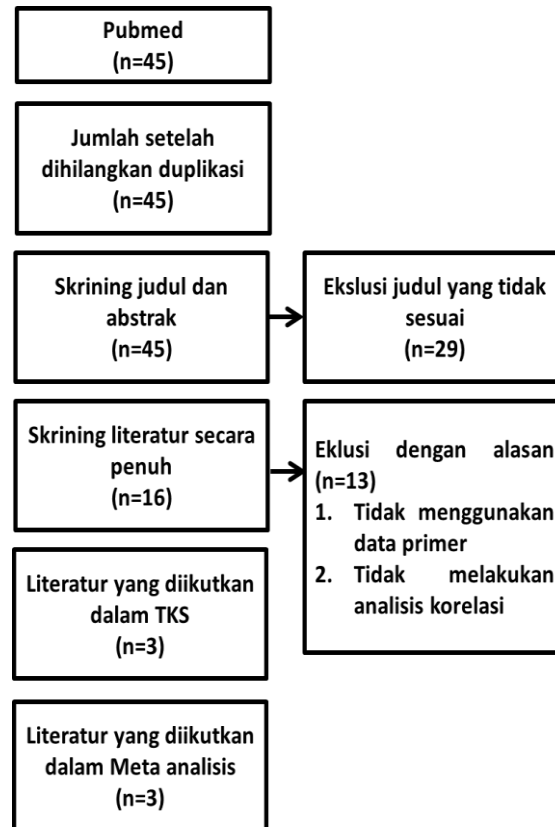 Pubmed
(n=45)
Jumlah setelah
dihilangkan duplikasi
(n=45)
Skrining judul dan
abstrak
(n=45)
Ekslusi judul yang tidak
sesuai
(n=29)
Skrining literatur secara
penuh
(n=16)
Eklusi dengan alasan
(n=13)
1. Tidak menggunakan
data primer
2. Tidak melakukan
analisis korelasi
Literatur yang diikutkan
dalam TKS
(n=3)
Literatur yang diikutkan
dalam Meta analisis
(n=3)